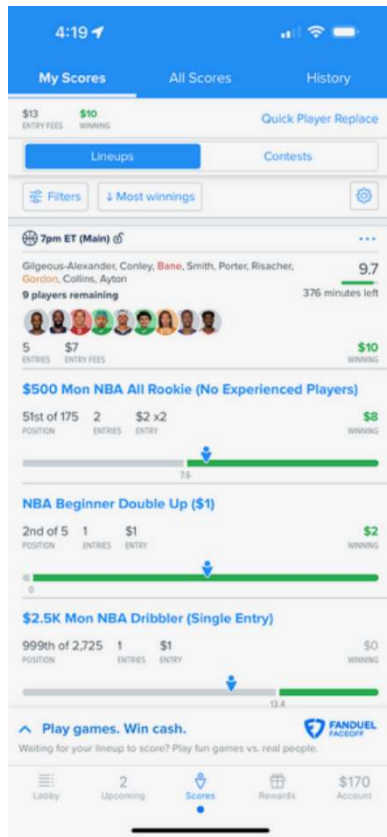 4:19
My Scores All Scores History
$13 $10
ENTRY FEES WINNING Quick Player Replace
Lineups Contests
Filters ↓ Most winnings
7pm ET (Main)
Gilgeous-Alexander, Conley, Bane, Smith, Porter, Risacher, 9.7
Gordon, Collins, Ayton
9 players remaining 376 minutes left
5 $7 $10
ENTRIES ENTRY FEES WINNING
$500 Mon NBA All Rookie (No Experienced Players)
51st of 175 2 $2 x2 $8
POSITION ENTRIES ENTRY WINNING
7.6
NBA Beginner Double Up ($1)
2nd of 5 1 $1 $2
POSITION ENTRIES ENTRY WINNING
0
$2.5K Mon NBA Dribbler (Single Entry)
999th of 2,725 1 $1 $0
POSITION ENTRIES ENTRY WINNING
13.4
Play games. Win cash. FANDUEL
FACEOFF
Waiting for your lineup to score? Play fun games vs. real people.
2 $170
Lobby Upcoming Scores Rewards Account